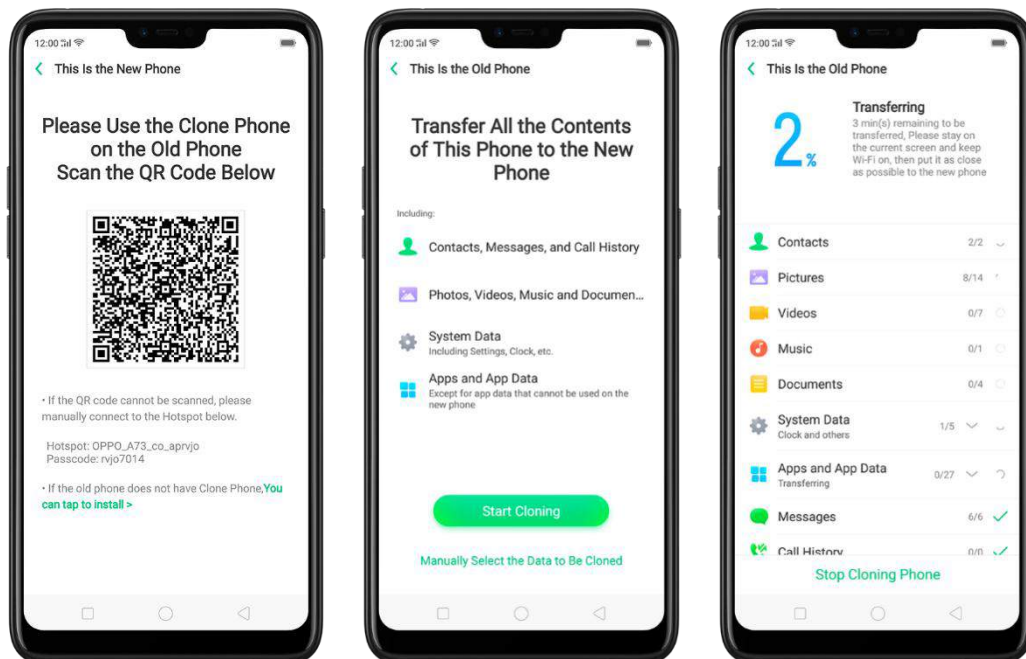 12:00
This Is the New Phone
Please Use the Clone Phone
on the Old Phone
Scan the QR Code Below
• If the QR code cannot be scanned, please
manually connect to the Hotspot below.
Hotspot: OPPO_A73_co_aprvjo
Passcode: rvjo7014
• If the old phone does not have Clone Phone,You
can tap to install >
12:00
This Is the Old Phone
Transfer All the Contents
of This Phone to the New
Phone
Including:
Contacts, Messages, and Call History
Photos, Videos, Music and Documen...
System Data
Including Settings, Clock, etc.
Apps and App Data
Except for app data that cannot be used on the
new phone
Start Cloning
Manually Select the Data to Be Cloned
12:00
This Is the Old Phone
2%
Transferring
3 min(s) remaining to be
transferred, Please stay on
the current screen and keep
Wi-Fi on, then put it as close
as possible to the new phone
Contacts 2/2
Pictures 8/14
Videos 0/7
Music 0/1
Documents 0/4
System Data 1/5
Clock and others
Apps and App Data 0/27
Transferring
Messages 6/6
Call History 0/0
Stop Cloning Phone